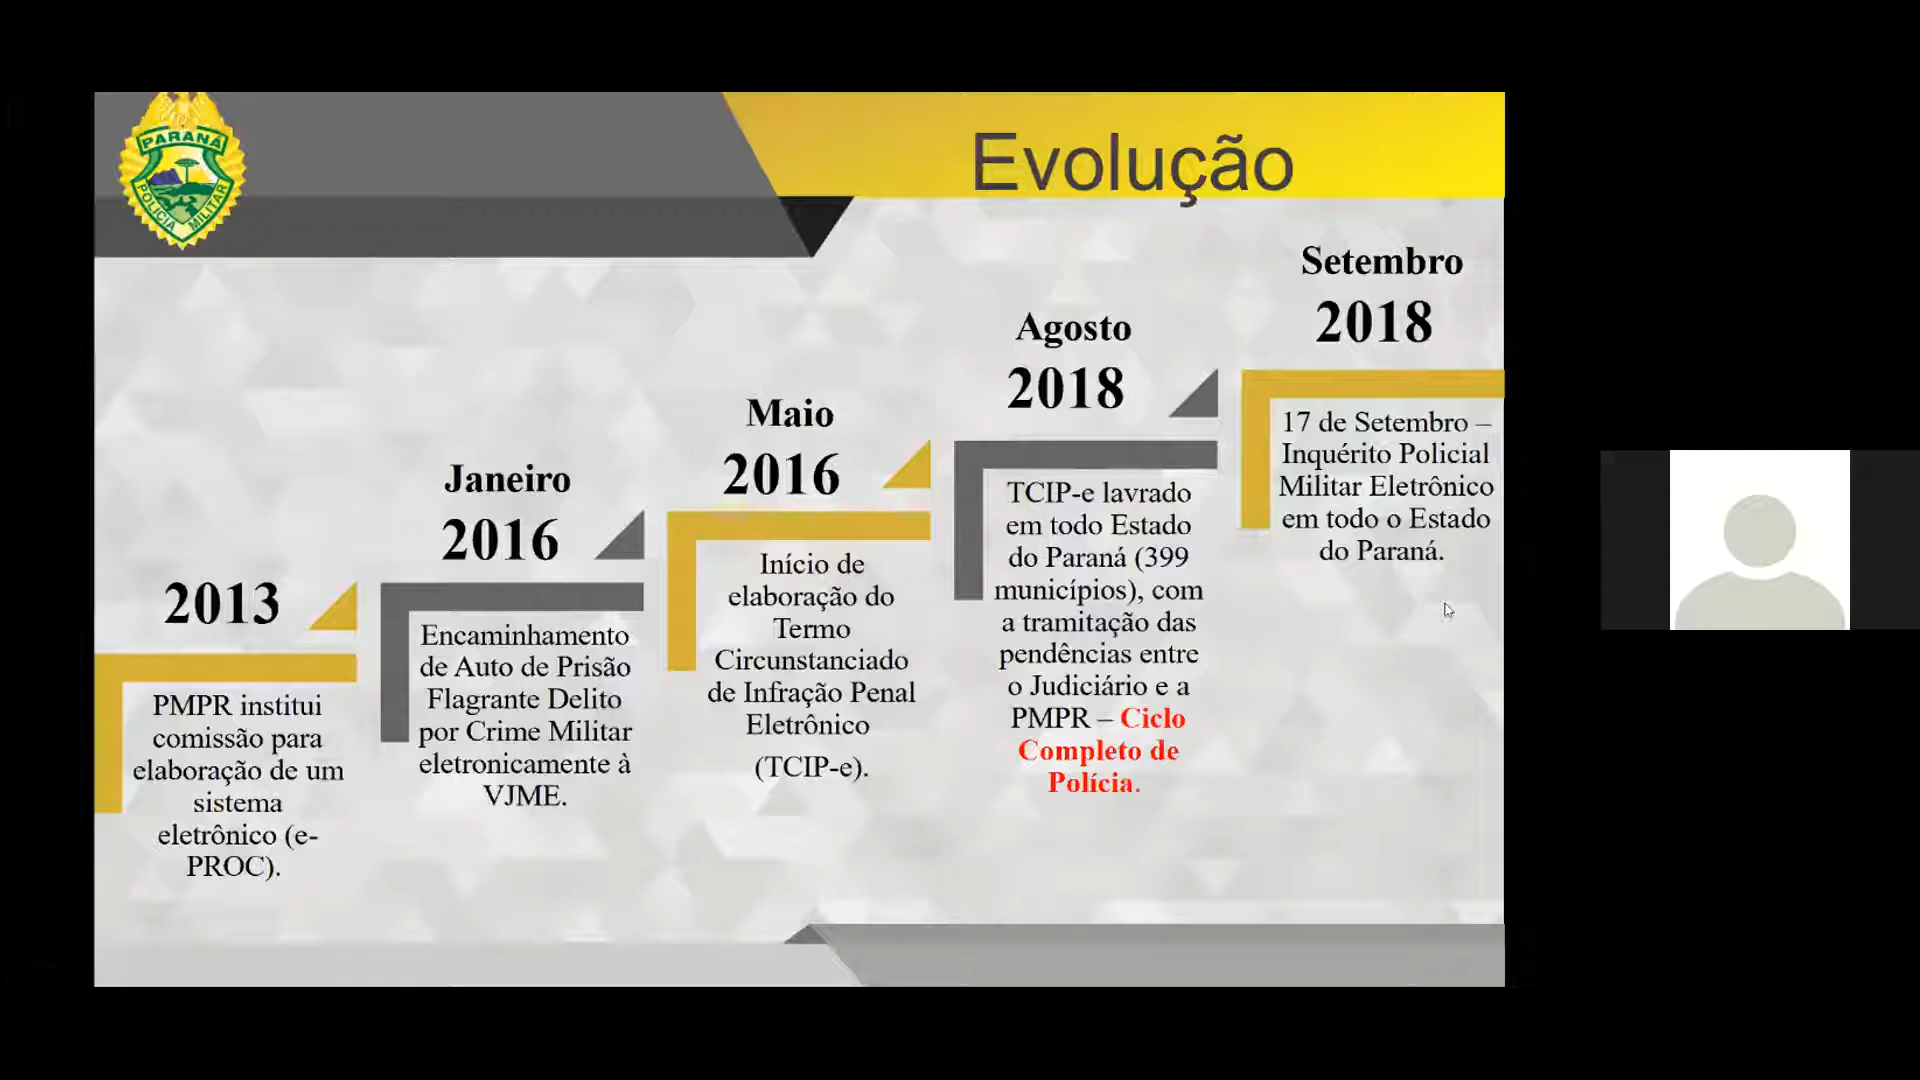 PARANÁ
POLÍCIA MILITAR
Evolução
2013
PMPR institui
comissão para
elaboração de um
sistema
eletrônico (e-
PROC).
Janeiro
2016
Encaminhamento
de Auto de Prisão
Flagrante Delito
por Crime Militar
eletronicamente à
VJME.
Maio
2016
Início de
elaboração do
Termo
Circunstanciado
de Infração Penal
Eletrônico
(TCIP-e).
Agosto
2018
TCIP-e lavrado
em todo Estado
do Paraná (399
municípios), com
a tramitação das
pendências entre
o Judiciário e a
PMPR – Ciclo
Completo de
Polícia.
Setembro
2018
17 de Setembro –
Inquérito Policial
Militar Eletrônico
em todo o Estado
do Paraná.